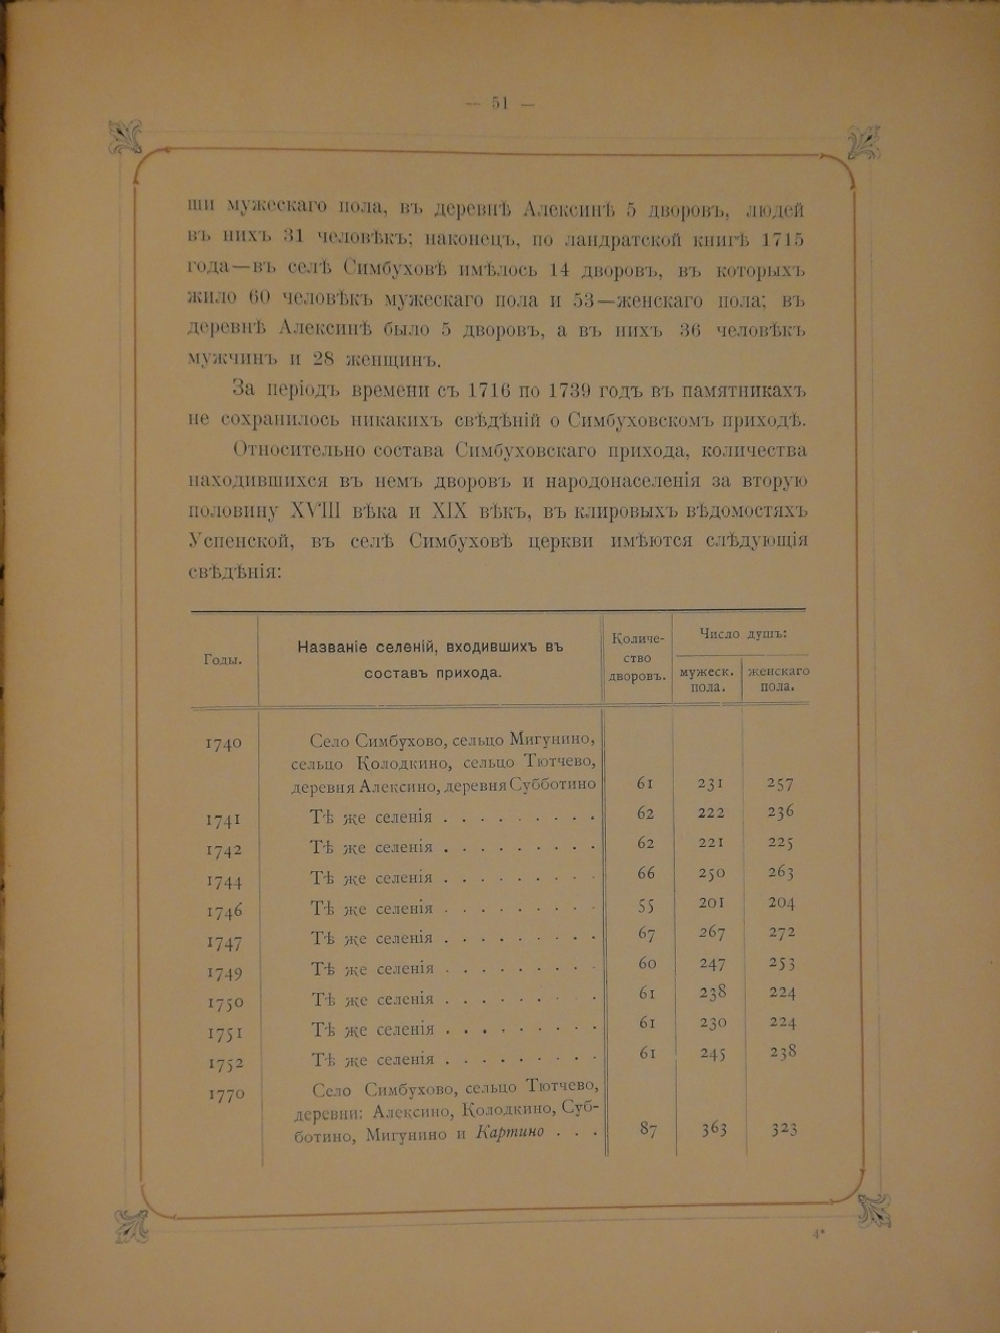 — 51 —
ши мужескаго пола, въ деревнѣ Алексинѣ 5 дворовъ, людей
въ нихъ 31 человѣкъ; наконецъ, по ландратской книгѣ 1715
года—въ селѣ Симбуховѣ имѣлось 14 дворовъ, въ которыхъ
жило 60 человѣкъ мужескаго пола и 53—женскаго пола; въ
деревнѣ Алексинѣ было 5 дворовъ, а въ нихъ 36 человѣкъ
мужчинъ и 28 женщинъ.
За періодъ времени съ 1716 по 1739 годъ въ памятникахъ
не сохранилось никакихъ свѣдѣній о Симбуховскомъ приходѣ.
Относительно состава Симбуховскаго прихода, количества
находившихся въ немъ дворовъ и народонаселенія за вторую
половину XVIII вѣка и XIX вѣкъ, въ клировыхъ вѣдомостяхъ
Успенской, въ селѣ Симбуховѣ церкви имѣются слѣдующія
свѣдѣнія:
Годы. Названіе селеній, входившихъ въ составъ прихода. Количество дворовъ. Число душъ: мужеск. пола. женскаго пола.
1740 Село Симбухово, сельцо Мигунино,
сельцо Колодкино, сельцо Тютчево,
деревня Алексино, деревня Субботино 61 231 257
1741 Тѣ же селенія . . . . . . . . . 62 222 236
1742 Тѣ же селенія . . . . . . . . . 62 221 225
1744 Тѣ же селенія . . . . . . . . . 66 250 263
1746 Тѣ же селенія . . . . . . . . . 55 201 204
1747 Тѣ же селенія . . . . . . . . . 67 267 272
1749 Тѣ же селенія . . . . . . . . . 60 247 253
1750 Тѣ же селенія . . . . . . . . . 61 238 224
1751 Тѣ же селенія . . . . . . . . . 61 230 224
1752 Тѣ же селенія . . . . . . . . . 61 245 238
1770 Село Симбухово, сельцо Тютчево,
деревни: Алексино, Колодкино, Суб-
ботино, Мигунино и Картино . . . 87 363 323
4*